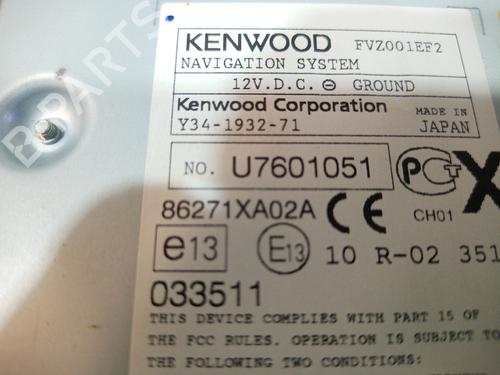 KENWOOD FVZ001EF2
NAVIGATION SYSTEM
12V.D.C. ⊖ GROUND
Kenwood Corporation MADE IN
Y34-1932-71 JAPAN
NO. U7601051
86271XA02A CE CH01 X
e13 E13 10 R-02 351
033511
THIS DEVICE COMPLIES WITH PART 15 OF
THE FCC RULES. OPERATION IS SUBJECT TO
THE FOLLOWING TWO CONDITIONS:
B-PARTS